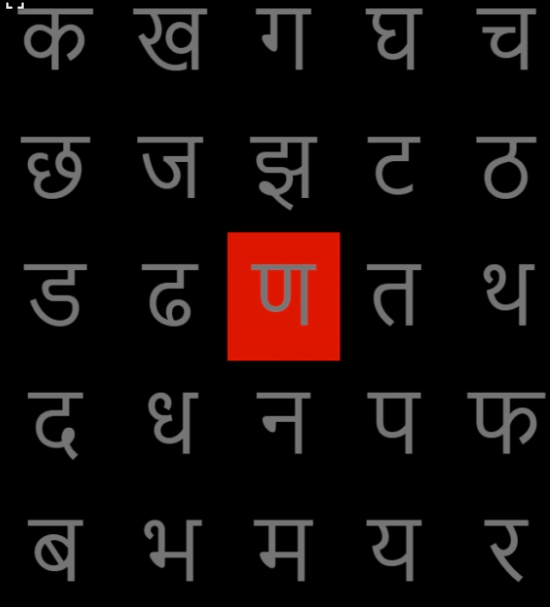 क ख ग घ च
छ ज झ ट ठ
ड ढ ण त थ
द ध न प फ
ब भ म य र